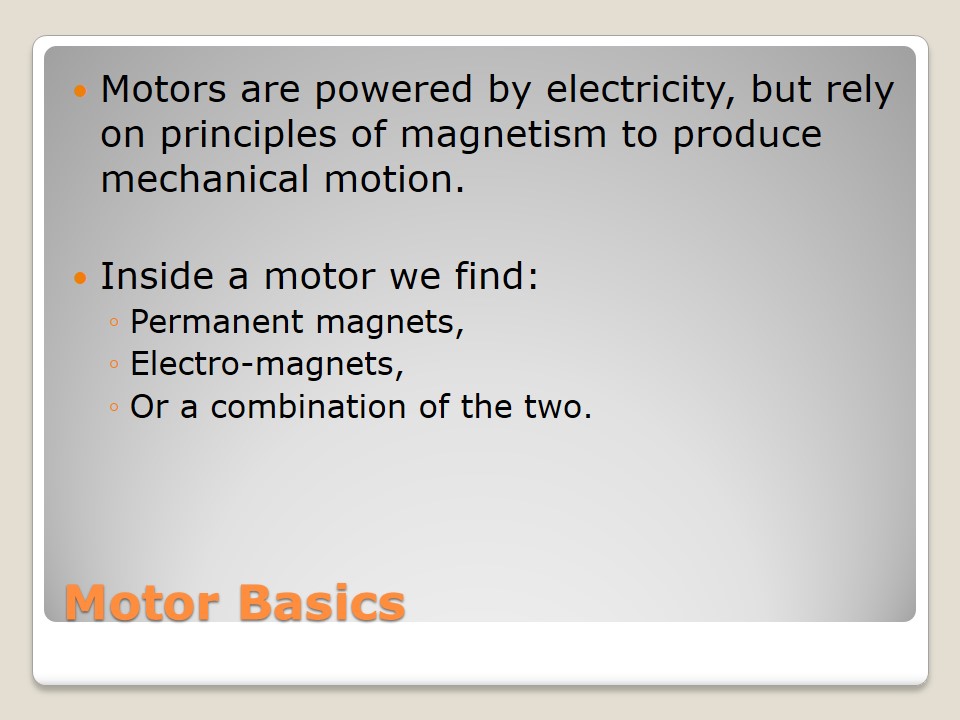 Motors are powered by electricity, but rely
on principles of magnetism to produce
mechanical motion.
Inside a motor we find:
Permanent magnets,
Electro-magnets,
Or a combination of the two.
Motor Basics